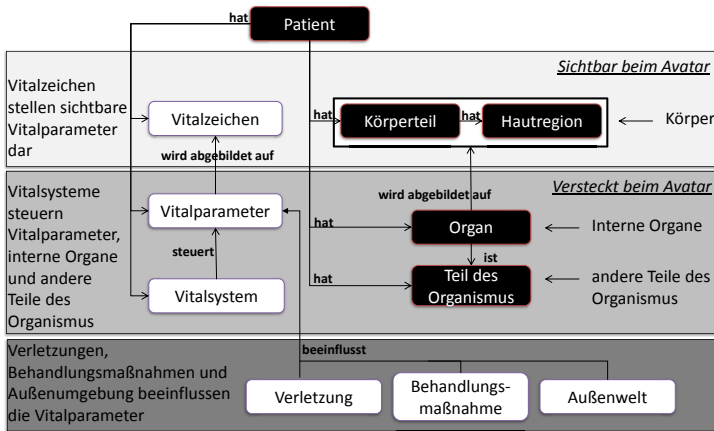 hat
Patient
Sichtbar beim Avatar
Vitalzeichen
stellen sichtbare
Vitalparameter
dar
Vitalzeichen
hat
Körperteil
hat
Hautregion
Körper
wird abgebildet auf
Versteckt beim Avatar
Vitalsysteme
steuern
Vitalparameter,
interne Organe
und andere
Teile des
Organismus
Vitalparameter
wird abgebildet auf
hat
Organ
Interne Organe
steuert
ist
Vitalsystem
hat
Teil des
Organismus
andere Teile des
Organismus
Verletzungen,
Behandlungsmaßnahmen und
Außenumgebung beeinflussen
die Vitalparameter
beeinflusst
Verletzung
Behandlungs-
maßnahme
Außenwelt